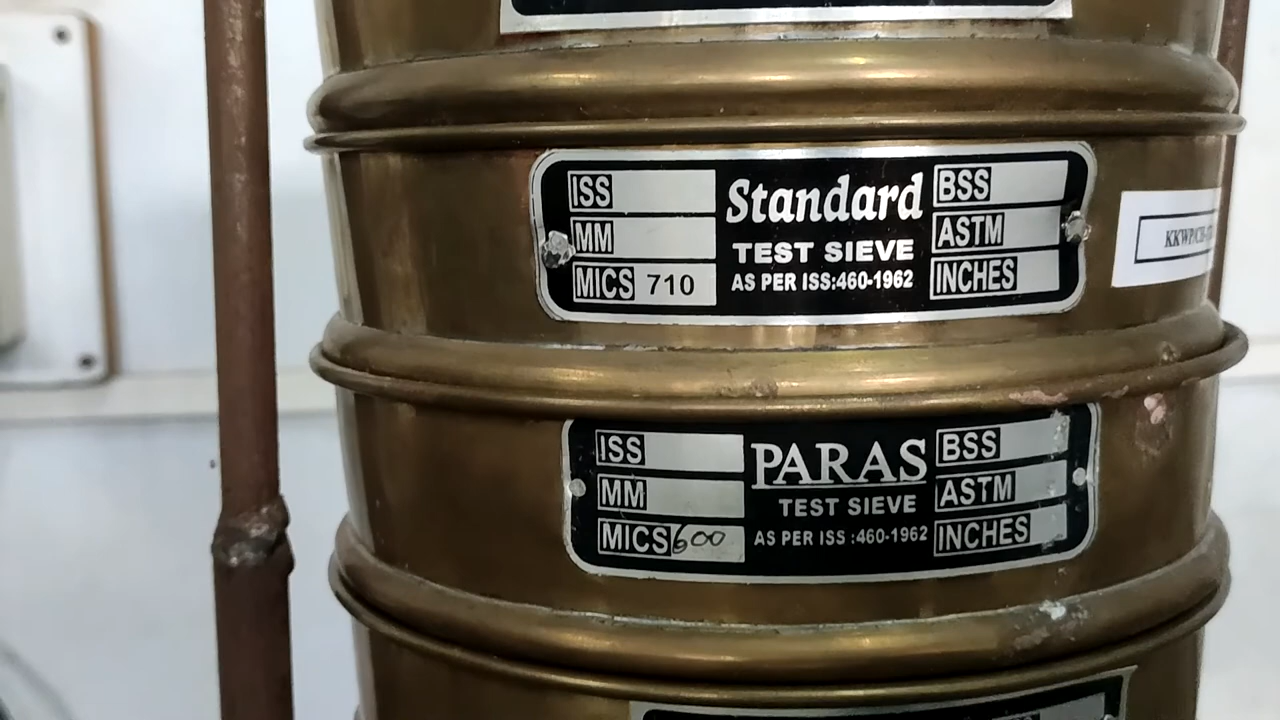 ISS
MM
MICS 710
Standard
TEST SIEVE
AS PER ISS:460-1962
BSS
ASTM
INCHES
ISS
MM
MICS 600
PARAS
TEST SIEVE
AS PER ISS :460-1962
BSS
ASTM
INCHES